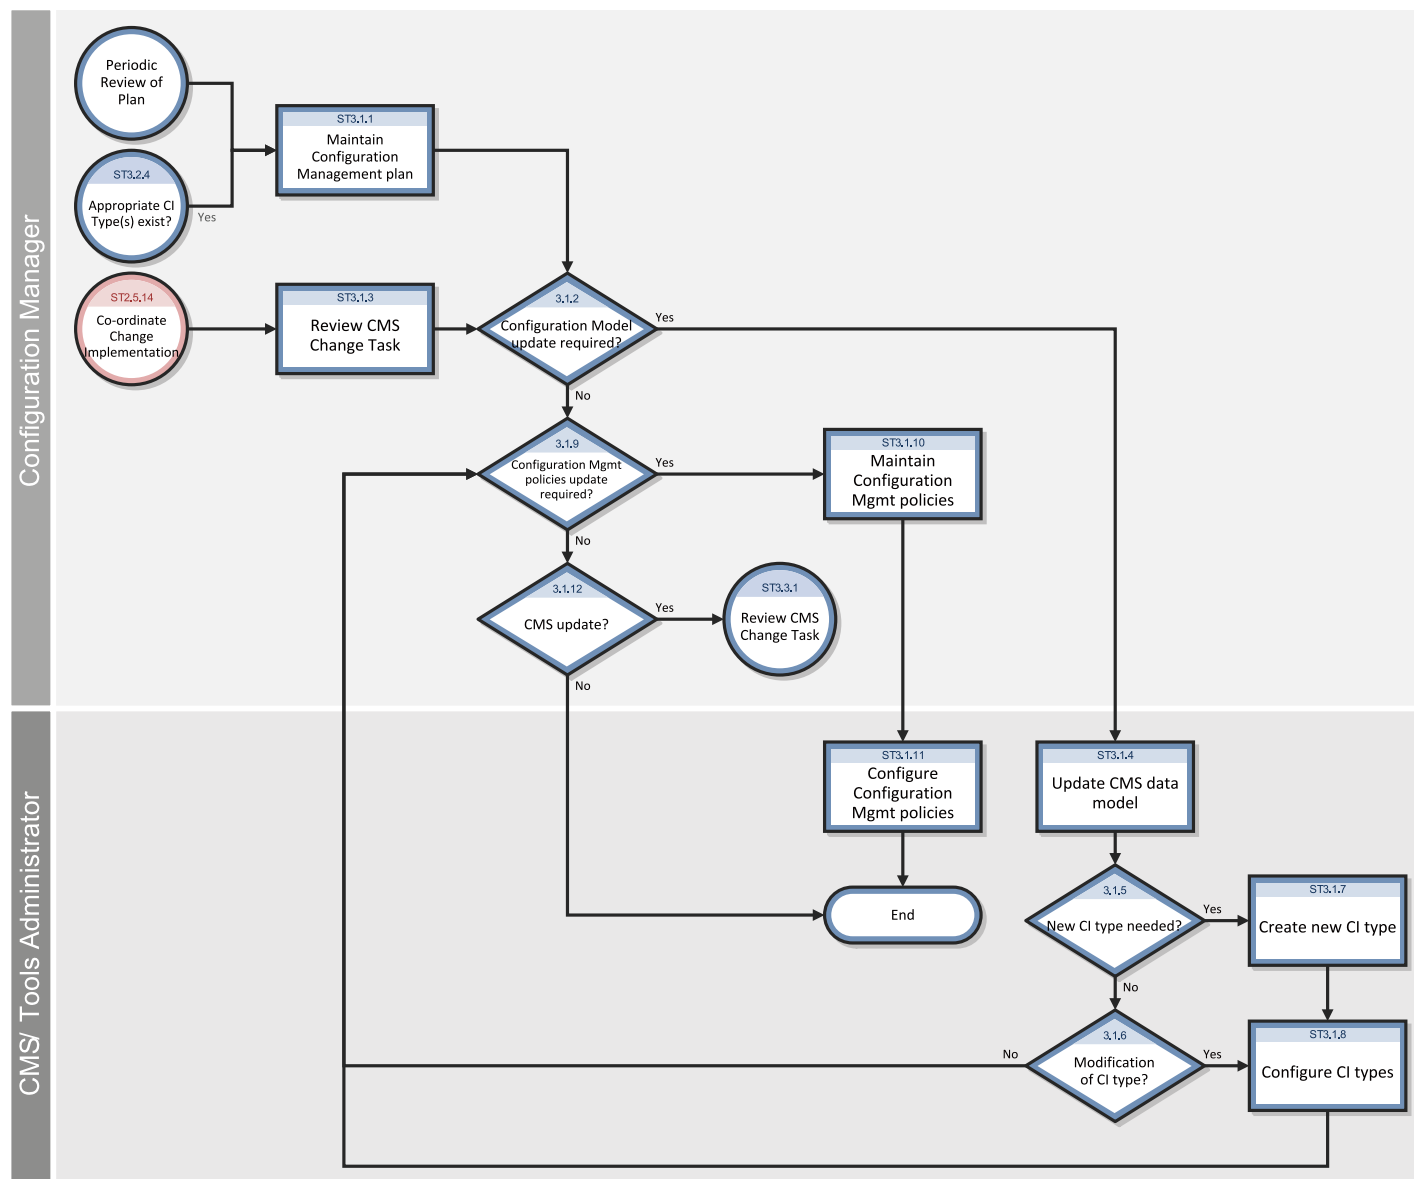 Configuration Manager
Periodic
Review of
Plan
ST3.2.4
Appropriate CI
Type(s) exist?
Yes
ST3.1.1
Maintain
Configuration
Management plan
ST2.5.14
Co-ordinate
Change
Implementation
ST3.1.3
Review CMS
Change Task
3.1.2
Configuration Model
update required?
Yes
No
3.1.9
Configuration Mgmt
policies update
required?
Yes
No
ST3.1.10
Maintain
Configuration
Mgmt policies
3.1.12
CMS update?
Yes
No
ST3.3.1
Review CMS
Change Task
CMS/ Tools Administrator
ST3.1.11
Configure
Configuration
Mgmt policies
ST3.1.4
Update CMS data
model
End
3.1.5
New CI type needed?
Yes
No
ST3.1.7
Create new CI type
3.1.6
Modification
of CI type?
No
Yes
ST3.1.8
Configure CI types